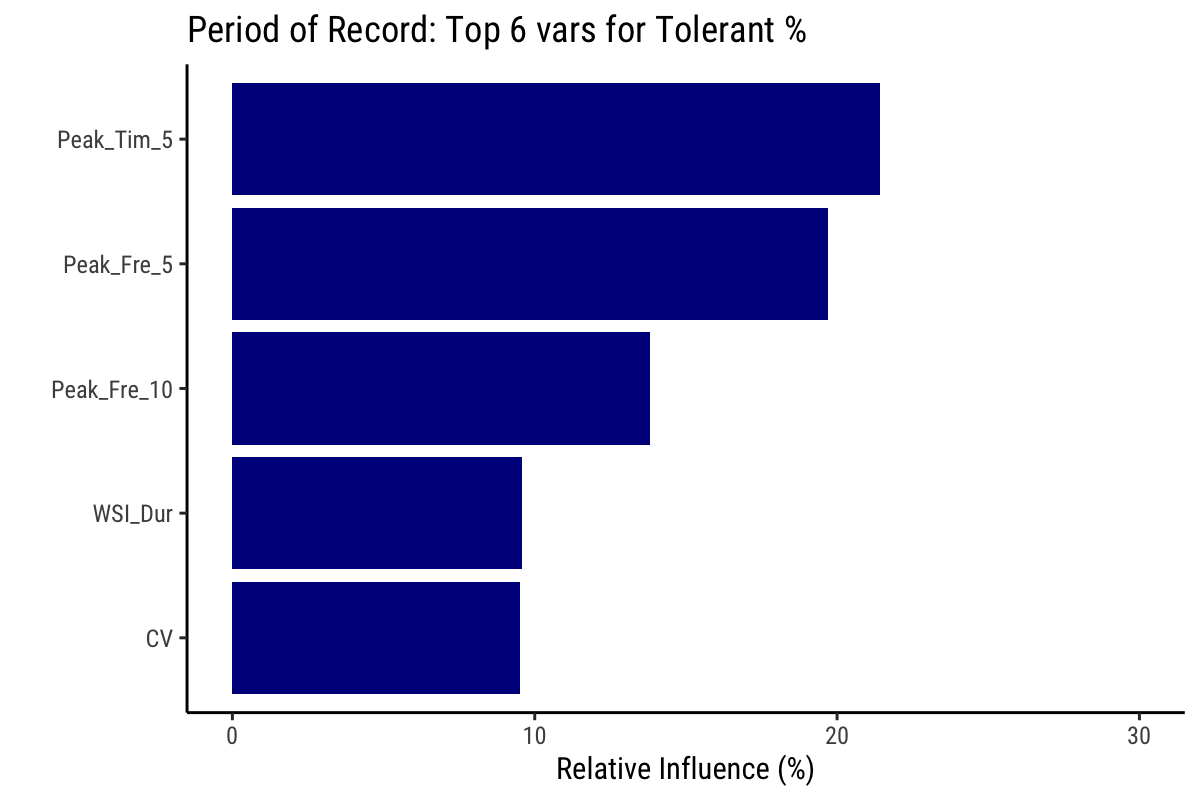 Period of Record: Top 6 vars for Tolerant %
Peak_Tim_5
Peak_Fre_5
Peak_Fre_10
WSI_Dur
CV
0 10 20 30
Relative Influence (%)